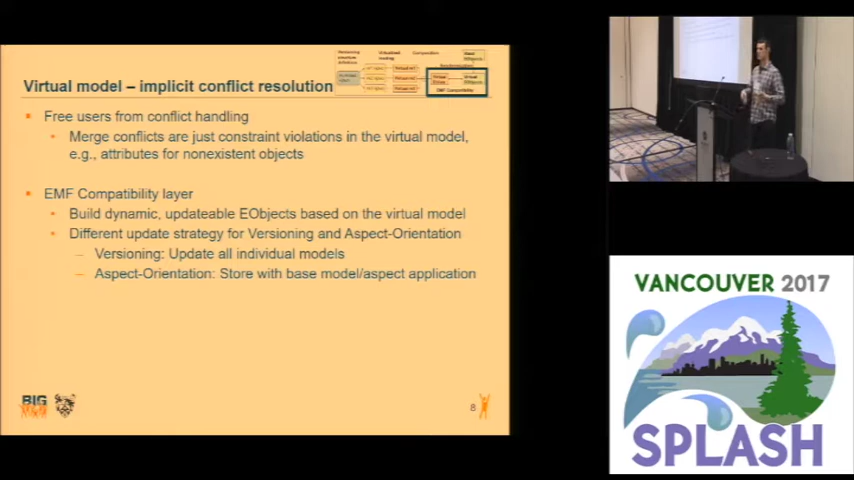 Virtual model – implicit conflict resolution
Free users from conflict handling
Merge conflicts are just constraint violations in the virtual model,
e.g., attributes for nonexistent objects
EMF Compatibility layer
Build dynamic, updateable EObjects based on the virtual model
Different update strategy for Versioning and Aspect-Orientation
– Versioning: Update all individual models
– Aspect-Orientation: Store with base model/aspect application
BIG
8
VANCOUVER 2017
SPLASH